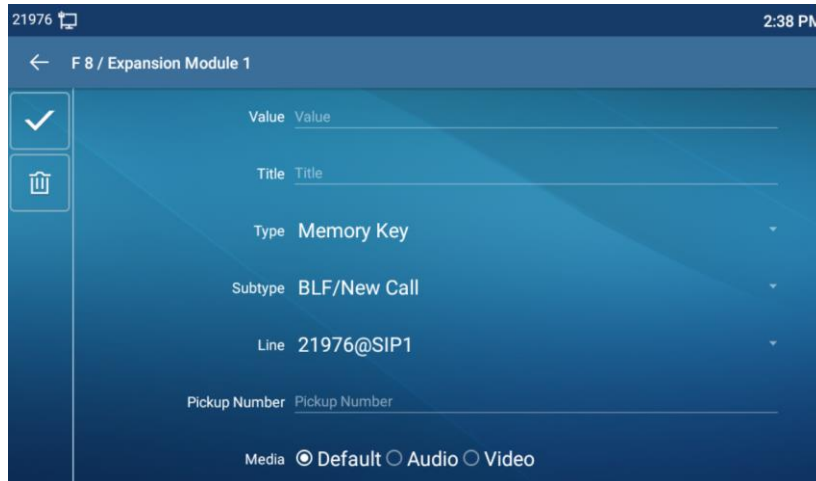 21976 2:38 PM
F 8 / Expansion Module 1
Value Value
Title Title
Type Memory Key
Subtype BLF/New Call
Line 21976@SIP1
Pickup Number Pickup Number
Media Default Audio Video